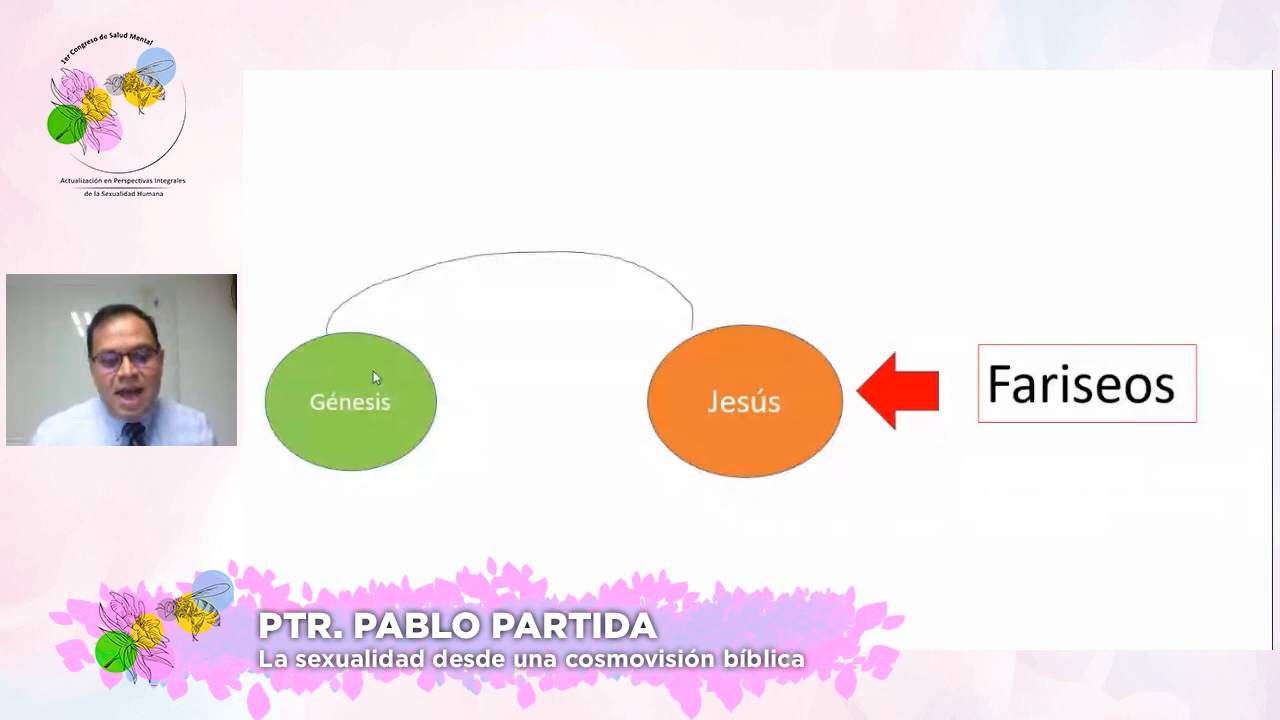 1er Congreso de Salud Mental
Actualización en Perspectivas Integrales
de la Sexualidad Humana
Génesis
Jesús
Fariseos
PTR. PABLO PARTIDA
La sexualidad desde una cosmovisión bíblica